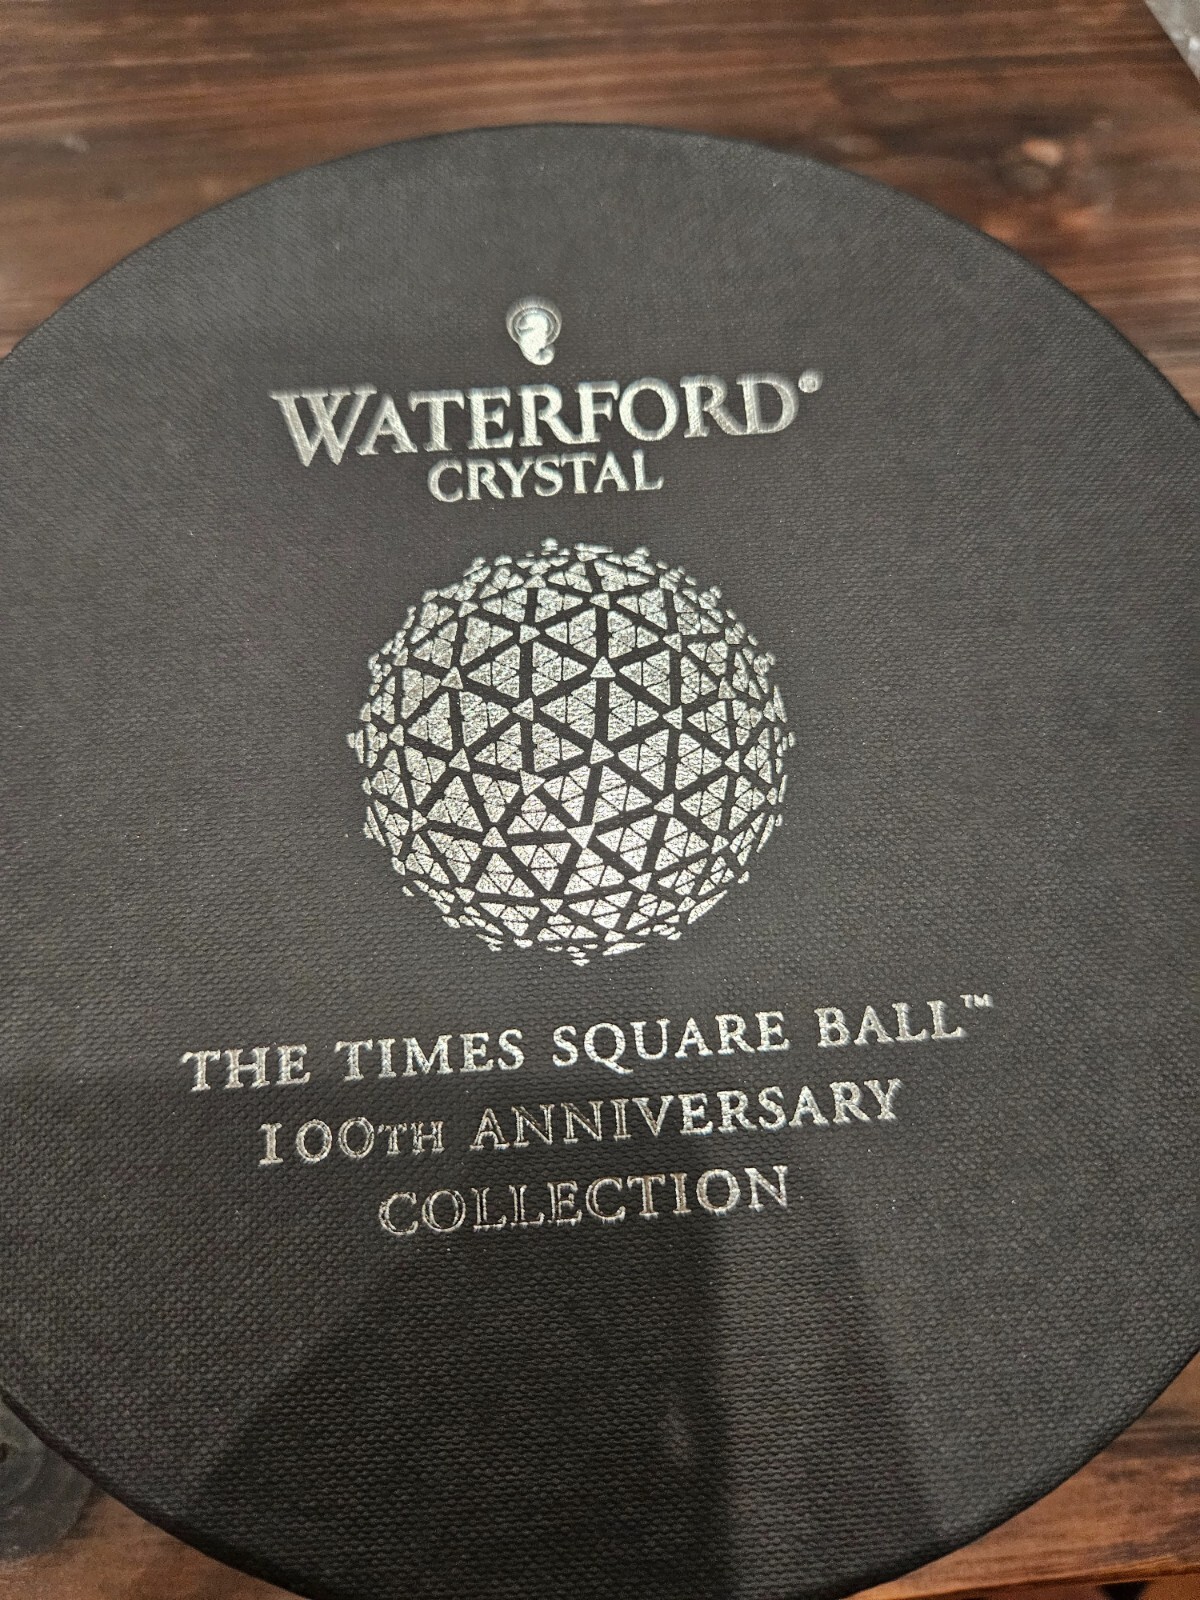 WATERFORD®
CRYSTAL
THE TIMES SQUARE BALL™
100TH ANNIVERSARY
COLLECTION